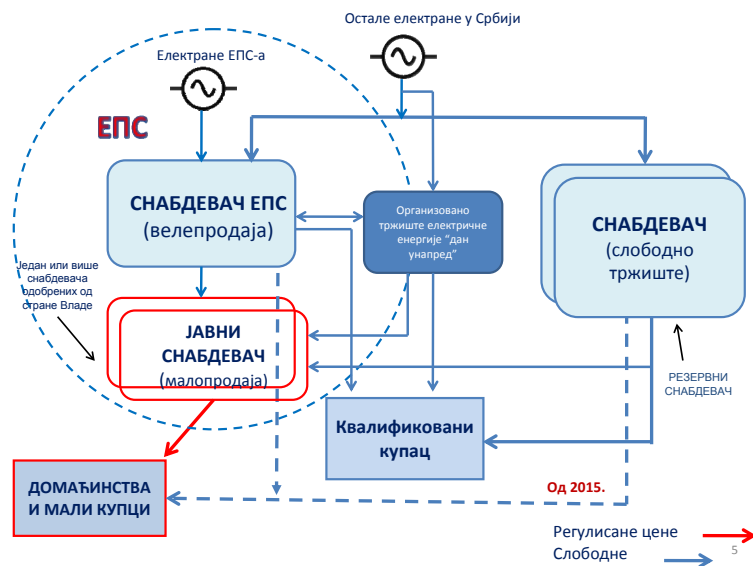 Остале електране у Србији
Електране ЕПС-а
ЕПС
СНАБДЕВАЧ ЕПС
(велепродаја)
Организовано
тржиште електричне
енергије “дан
унапред”
СНАБДЕВАЧ
(слободно
тржиште)
Један или више
снабдевача
одобрених од
стране Владе
ЈАВНИ
СНАБДЕВАЧ
(малопродаја)
РЕЗЕРВНИ
СНАБДЕВАЧ
Квалификовани
купац
ДОМАЋИНСТВА
И МАЛИ КУПЦИ
Од 2015.
Регулисане цене
Слободне
5